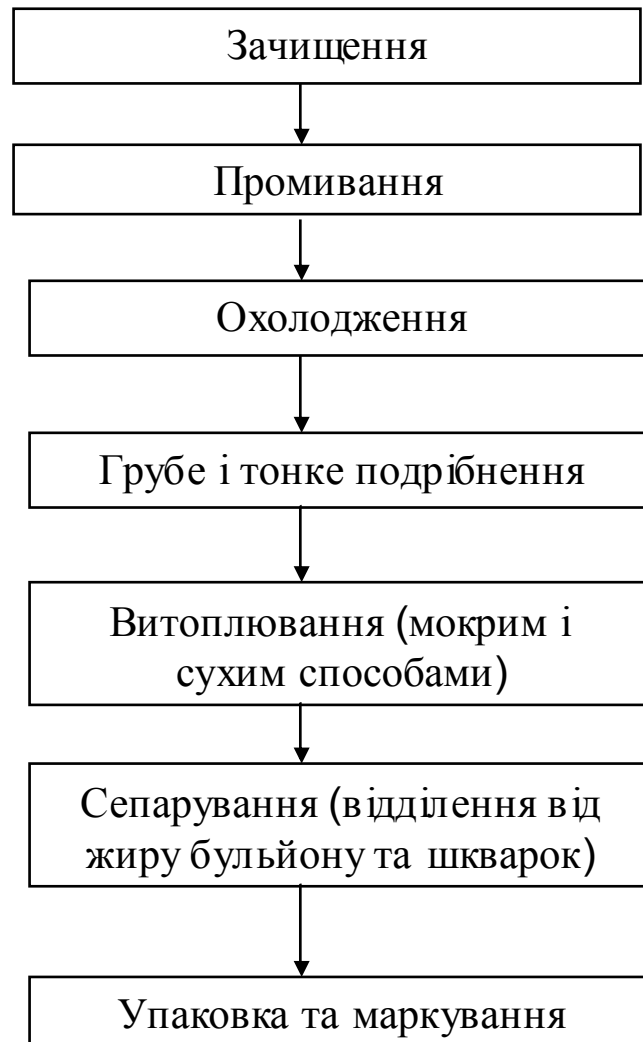 Зачищення
Промивання
Охолодження
Грубе і тонке подрібнення
Витоплювання (мокрим і
сухим способами)
Сепарування (відділення від
жиру бульйону та шкварок)
Упаковка та маркування